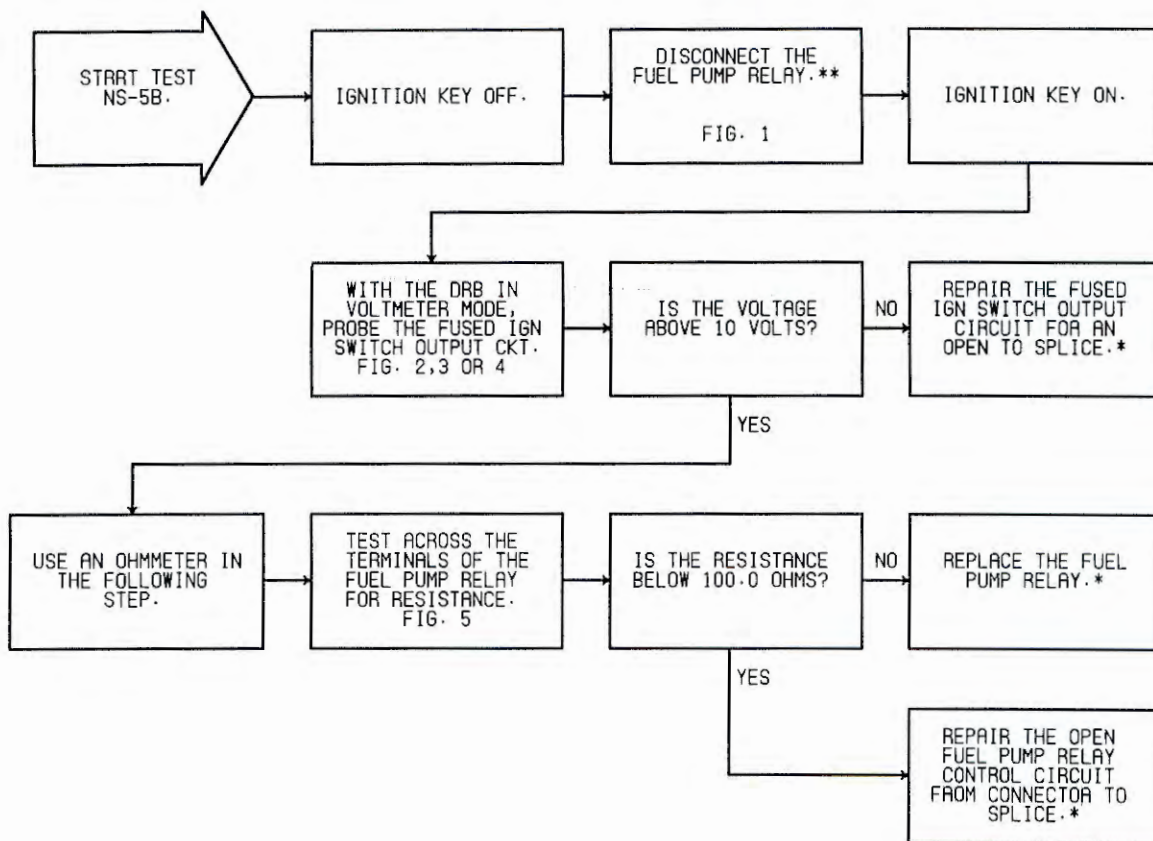 STRRT TEST
NS-5B.
IGNITION KEY OFF.
DISCONNECT THE
FUEL PUMP RELAY.**
FIG. 1
IGNITION KEY ON.
WITH THE DRB IN
VOLTMETER MODE,
PROBE THE FUSED IGN
SWITCH OUTPUT CKT.
FIG. 2,3 OR 4
IS THE VOLTAGE
ABOVE 10 VOLTS?
NO
REPAIR THE FUSED
IGN SWITCH OUTPUT
CIRCUIT FOR AN
OPEN TO SPLICE.*
YES
USE AN OHMMETER IN
THE FOLLOWING
STEP.
TEST ACROSS THE
TERMINALS OF THE
FUEL PUMP RELAY
FOR RESISTANCE.
FIG. 5
IS THE RESISTANCE
BELOW 100.0 OHMS?
NO
REPLACE THE FUEL
PUMP RELAY.*
YES
REPAIR THE OPEN
FUEL PUMP RELAY
CONTROL CIRCUIT
FROM CONNECTOR TO
SPLICE.*